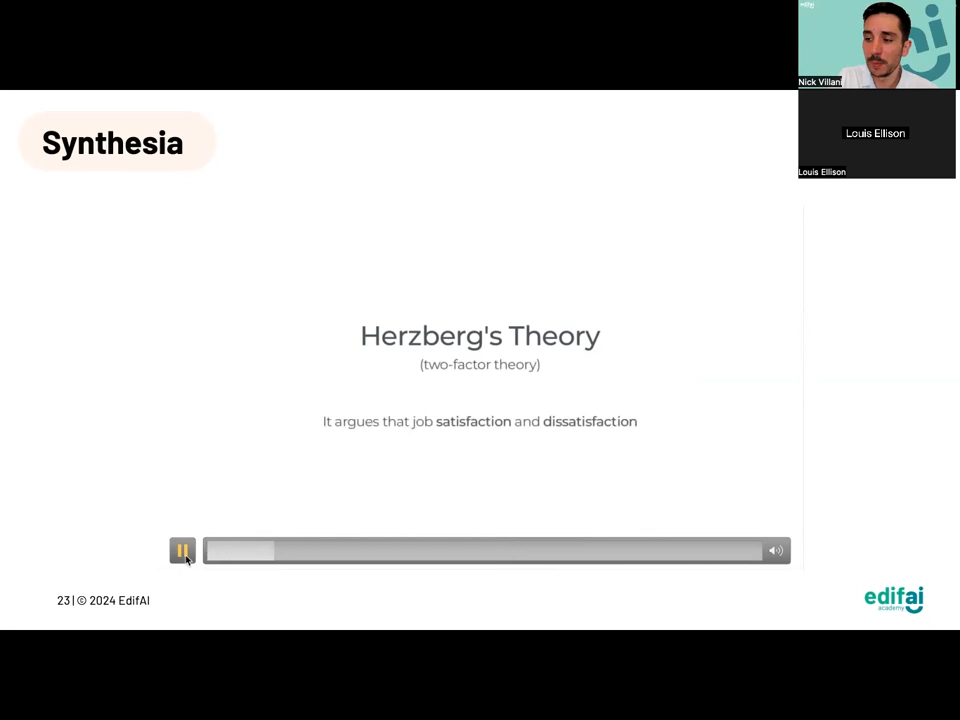 edifai
Nick Villani
Louis Ellison
Louis Ellison
Synthesia
Herzberg's Theory
(two-factor theory)
It argues that job satisfaction and dissatisfaction
23 | © 2024 EdifAI
edifai
academy